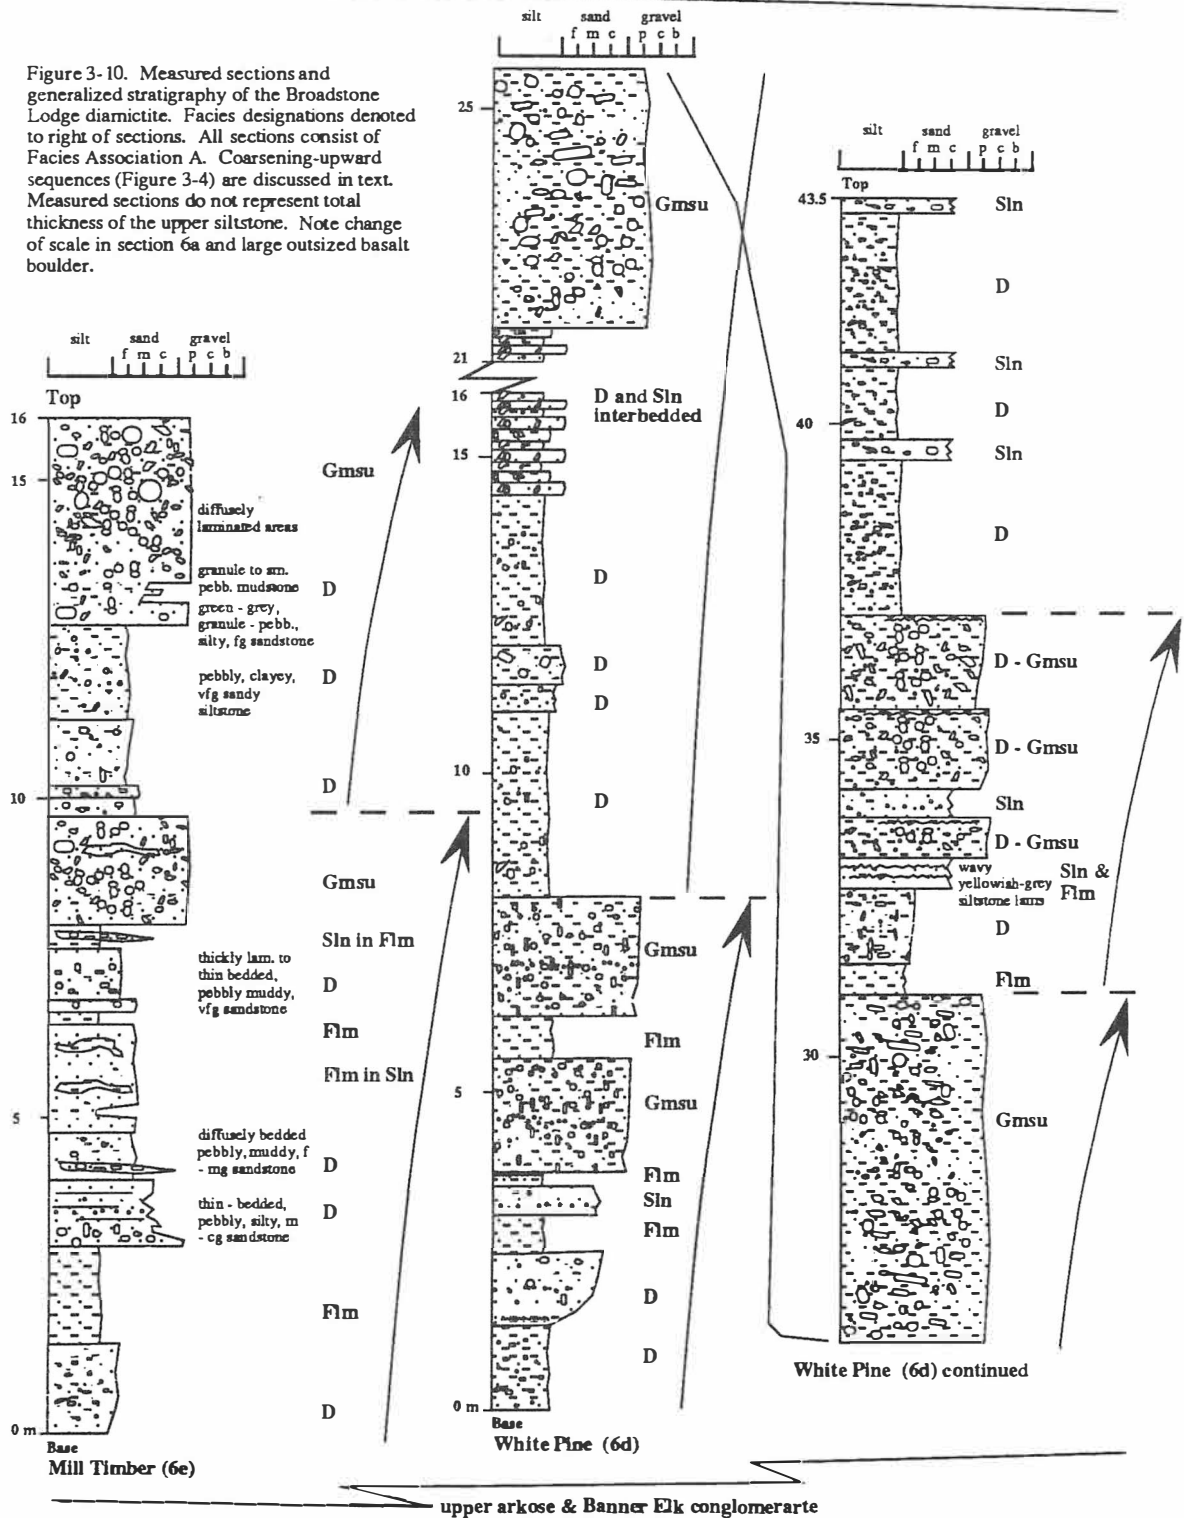 Figure 3-10. Measured sections and
generalized stratigraphy of the Broadstone
Lodge diamictite. Facies designations denoted
to right of sections. All sections consist of
Facies Association A. Coarsening-upward
sequences (Figure 3-4) are discussed in text.
Measured sections do not represent total
thickness of the upper siltstone. Note change
of scale in section 6a and large outsized basalt
boulder.
silt sand gravel
f m c p c b
Top
16
15
10
5
0 m
Gmsu
diffusely
laminated areas
granule to sm.
pebb. mudstone
D
green - grey,
granule - pebb.,
silty, fg sandstone
pebbly, clayey,
vfg sandy
siltstone
D
D
Gmsu
Sln in Flm
thickly lam. to
thin bedded,
pebbly muddy,
vfg sandstone
D
Flm
Flm in Sln
diffusely bedded
pebbly, muddy, f
- mg sandstone
D
thin - bedded,
pebbly, silty, m
- cg sandstone
D
Flm
D
Base
Mill Timber (6e)
silt sand gravel
f m c p c b
25
21
16
15
10
5
0 m
Gmsu
D and Sln
interbedded
D
D
D
D
Gmsu
Flm
Gmsu
Flm
Sln
Flm
D
D
Base
White Pine (6d)
silt sand gravel
f m c p c b
Top
43.5
40
35
30
Sln
D
Sln
D
Sln
D
D - Gmsu
D - Gmsu
Sln
D - Gmsu
wavy
yellowish-grey
siltstone lams
Sln &
Flm
D
Flm
Gmsu
White Pine (6d) continued
upper arkose & Banner Elk conglomerarte